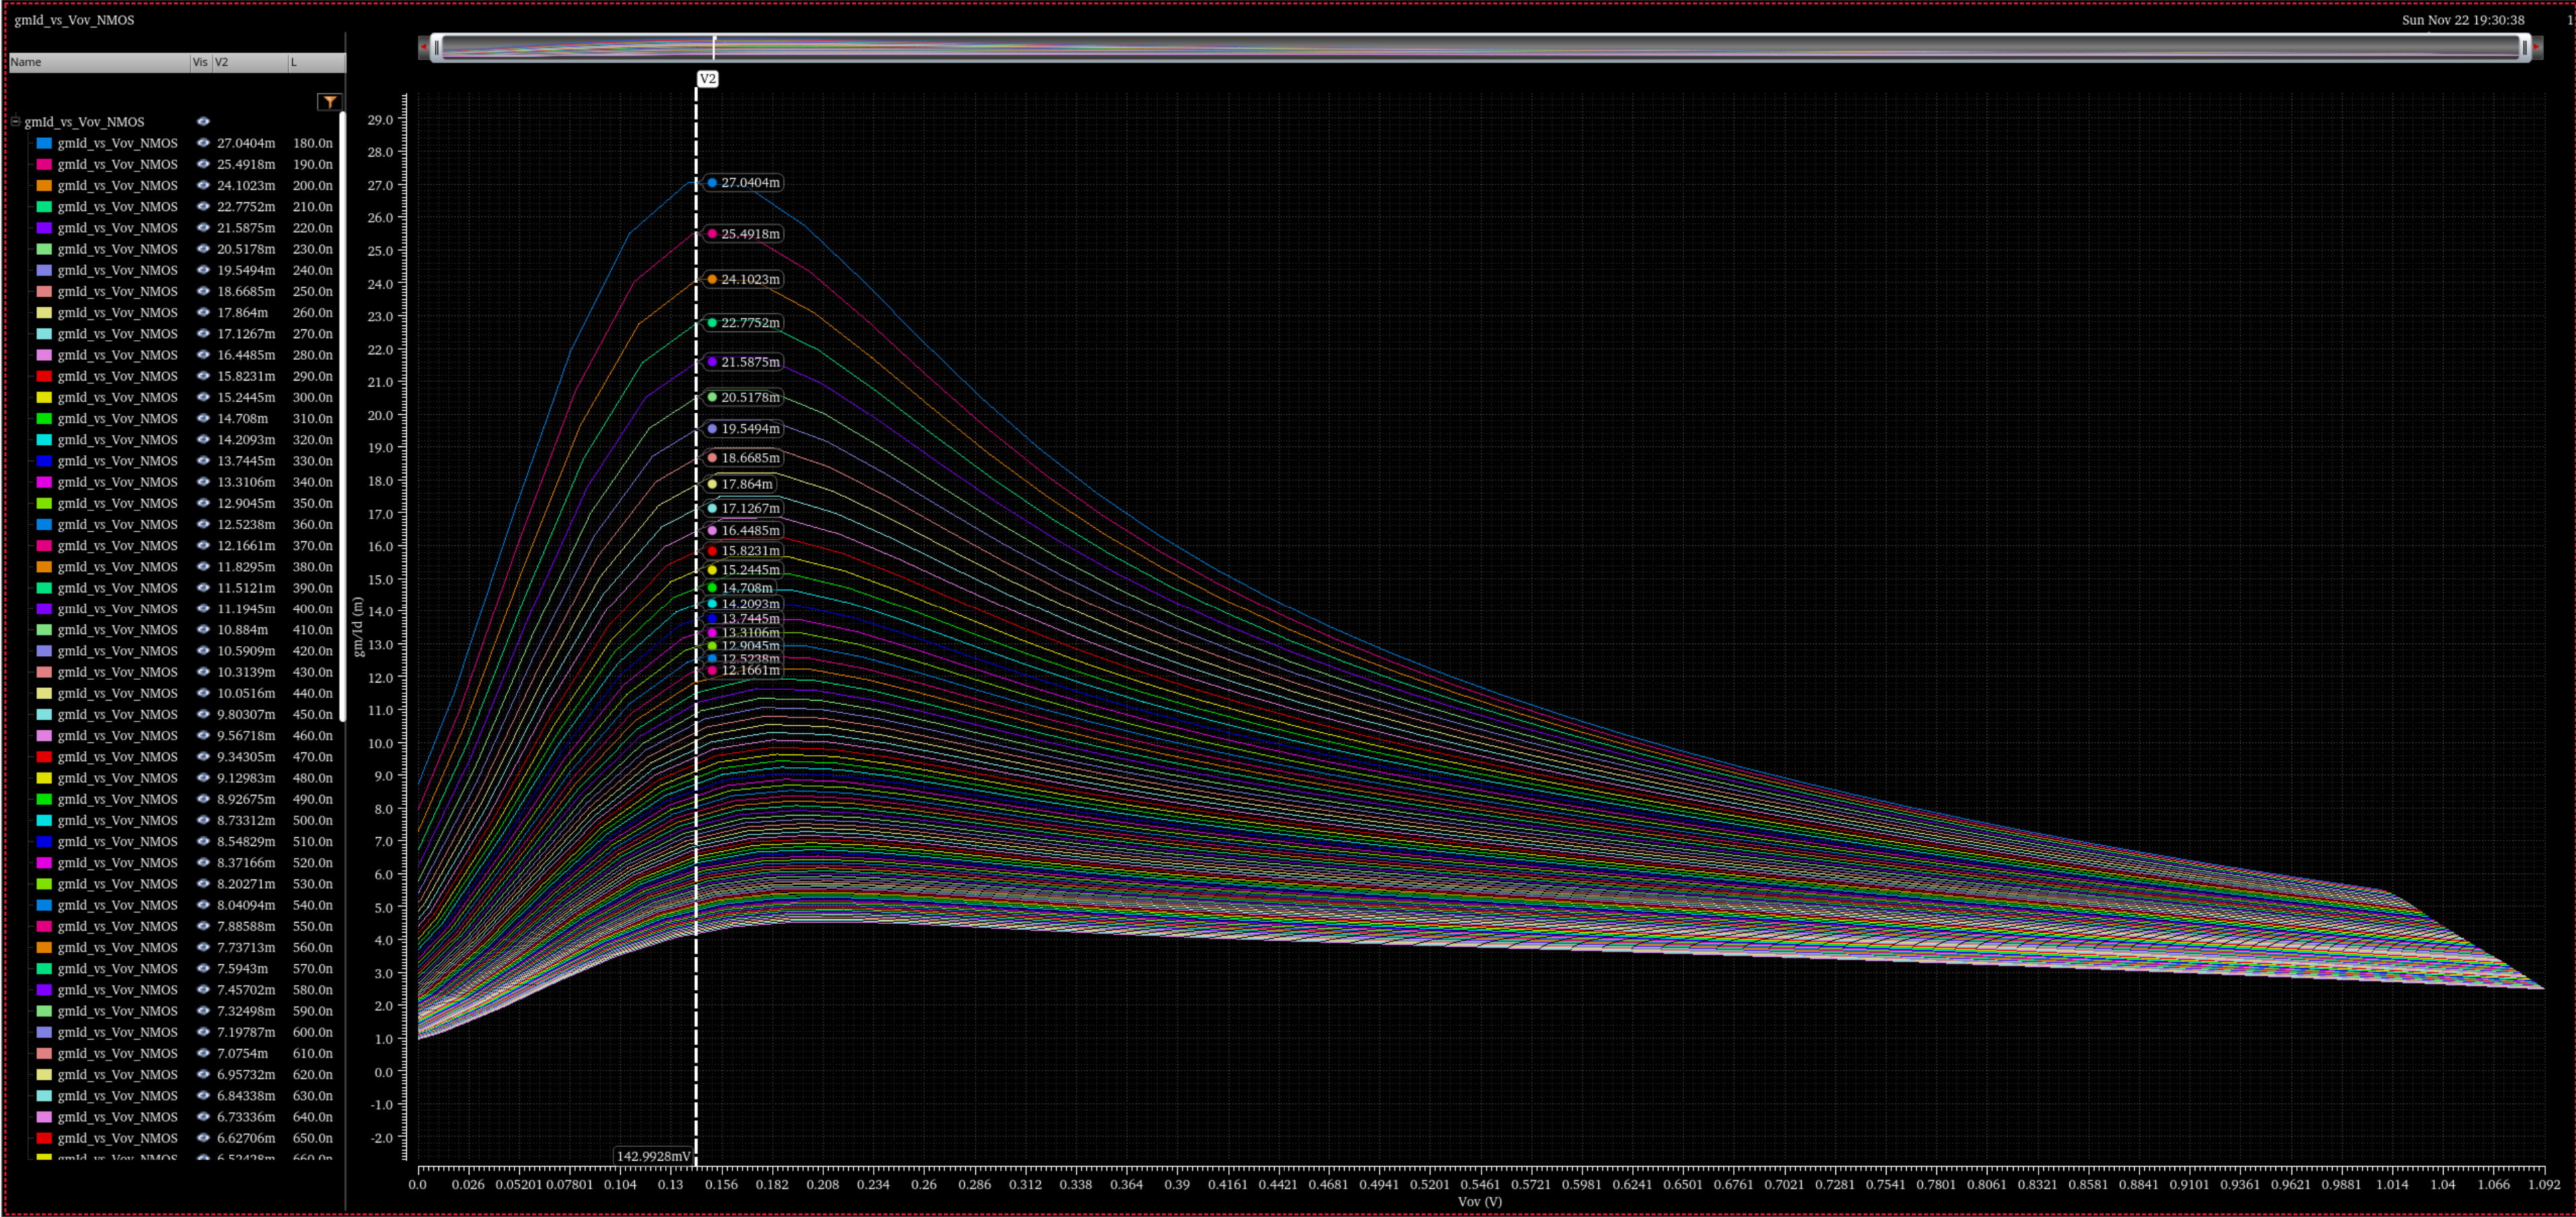 gmId_vs_Vov_NMOS
Sun Nov 22 19:30:38 1
Name Vis V2 L
gmId_vs_Vov_NMOS
gmId_vs_Vov_NMOS 27.0404m 180.0n
gmId_vs_Vov_NMOS 25.4918m 190.0n
gmId_vs_Vov_NMOS 24.1023m 200.0n
gmId_vs_Vov_NMOS 22.7752m 210.0n
gmId_vs_Vov_NMOS 21.5875m 220.0n
gmId_vs_Vov_NMOS 20.5178m 230.0n
gmId_vs_Vov_NMOS 19.5494m 240.0n
gmId_vs_Vov_NMOS 18.6685m 250.0n
gmId_vs_Vov_NMOS 17.864m 260.0n
gmId_vs_Vov_NMOS 17.1267m 270.0n
gmId_vs_Vov_NMOS 16.4485m 280.0n
gmId_vs_Vov_NMOS 15.8231m 290.0n
gmId_vs_Vov_NMOS 15.2445m 300.0n
gmId_vs_Vov_NMOS 14.708m 310.0n
gmId_vs_Vov_NMOS 14.2093m 320.0n
gmId_vs_Vov_NMOS 13.7445m 330.0n
gmId_vs_Vov_NMOS 13.3106m 340.0n
gmId_vs_Vov_NMOS 12.9045m 350.0n
gmId_vs_Vov_NMOS 12.5238m 360.0n
gmId_vs_Vov_NMOS 12.1661m 370.0n
gmId_vs_Vov_NMOS 11.8295m 380.0n
gmId_vs_Vov_NMOS 11.5121m 390.0n
gmId_vs_Vov_NMOS 11.1945m 400.0n
gmId_vs_Vov_NMOS 10.884m 410.0n
gmId_vs_Vov_NMOS 10.5909m 420.0n
gmId_vs_Vov_NMOS 10.3139m 430.0n
gmId_vs_Vov_NMOS 10.0516m 440.0n
gmId_vs_Vov_NMOS 9.80307m 450.0n
gmId_vs_Vov_NMOS 9.56718m 460.0n
gmId_vs_Vov_NMOS 9.34305m 470.0n
gmId_vs_Vov_NMOS 9.12983m 480.0n
gmId_vs_Vov_NMOS 8.92675m 490.0n
gmId_vs_Vov_NMOS 8.73312m 500.0n
gmId_vs_Vov_NMOS 8.54829m 510.0n
gmId_vs_Vov_NMOS 8.37166m 520.0n
gmId_vs_Vov_NMOS 8.20271m 530.0n
gmId_vs_Vov_NMOS 8.04094m 540.0n
gmId_vs_Vov_NMOS 7.88588m 550.0n
gmId_vs_Vov_NMOS 7.73713m 560.0n
gmId_vs_Vov_NMOS 7.5943m 570.0n
gmId_vs_Vov_NMOS 7.45702m 580.0n
gmId_vs_Vov_NMOS 7.32498m 590.0n
gmId_vs_Vov_NMOS 7.19787m 600.0n
gmId_vs_Vov_NMOS 7.0754m 610.0n
gmId_vs_Vov_NMOS 6.95732m 620.0n
gmId_vs_Vov_NMOS 6.84338m 630.0n
gmId_vs_Vov_NMOS 6.73336m 640.0n
gmId_vs_Vov_NMOS 6.62706m 650.0n
gmId_vs_Vov_NMOS 6.52428m 660.0n
V2
29.0
28.0
27.0
26.0
25.0
24.0
23.0
22.0
21.0
20.0
19.0
18.0
17.0
16.0
15.0
14.0
13.0
12.0
11.0
10.0
9.0
8.0
7.0
6.0
5.0
4.0
3.0
2.0
1.0
0.0
-1.0
-2.0
gm/Id (m)
27.0404m
25.4918m
24.1023m
22.7752m
21.5875m
20.5178m
19.5494m
18.6685m
17.864m
17.1267m
16.4485m
15.8231m
15.2445m
14.708m
14.2093m
13.7445m
13.3106m
12.9045m
12.5238m
12.1661m
142.9928mV
0.0 0.026 0.05201 0.07801 0.104 0.13 0.156 0.182 0.208 0.234 0.26 0.286 0.312 0.338 0.364 0.39 0.4161 0.4421 0.4681 0.4941 0.5201 0.5461 0.5721 0.5981 0.6241 0.6501 0.6761 0.7021 0.7281 0.7541 0.7801 0.8061 0.8321 0.8581 0.8841 0.9101 0.9361 0.9621 0.9881 1.014 1.04 1.066 1.092
Vov (V)